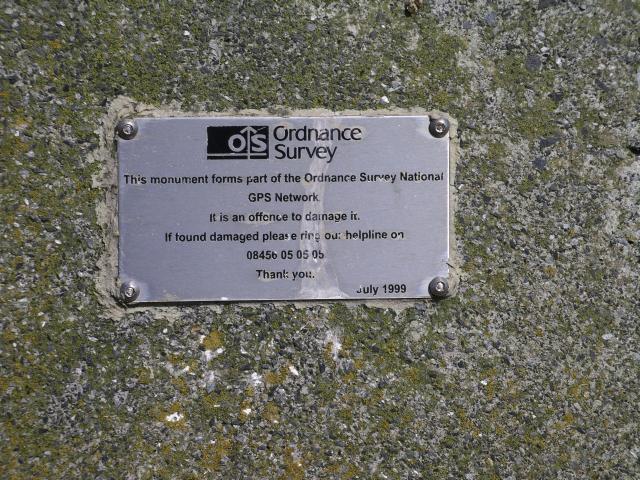 OS Ordnance
Survey
This monument forms part of the Ordnance Survey National
GPS Network.
It is an offence to damage it.
If found damaged please ring our helpline on
08456 05 05 05
Thank you.
July 1999